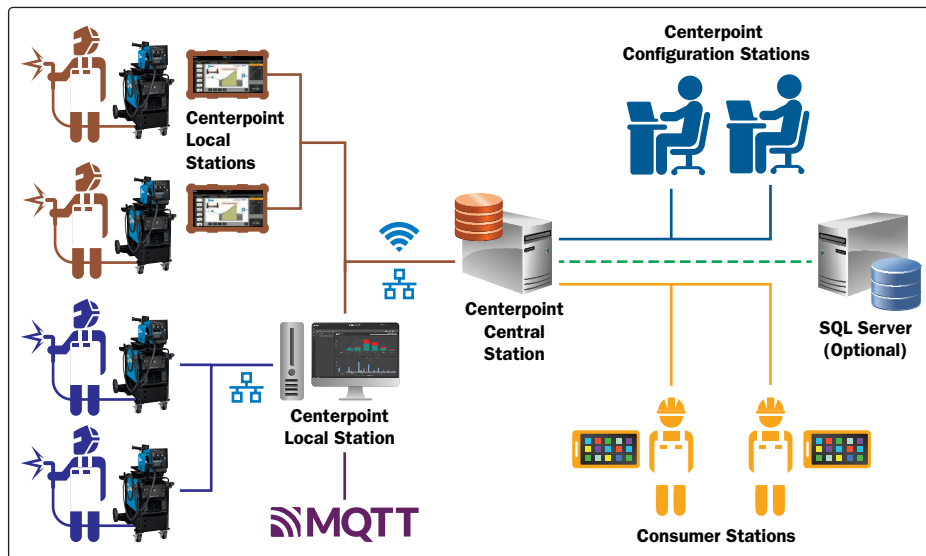 Centerpoint
Local
Stations
Centerpoint
Configuration Stations
Centerpoint
Central
Station
SQL Server
(Optional)
Centerpoint
Local Station
MQTT
Consumer Stations